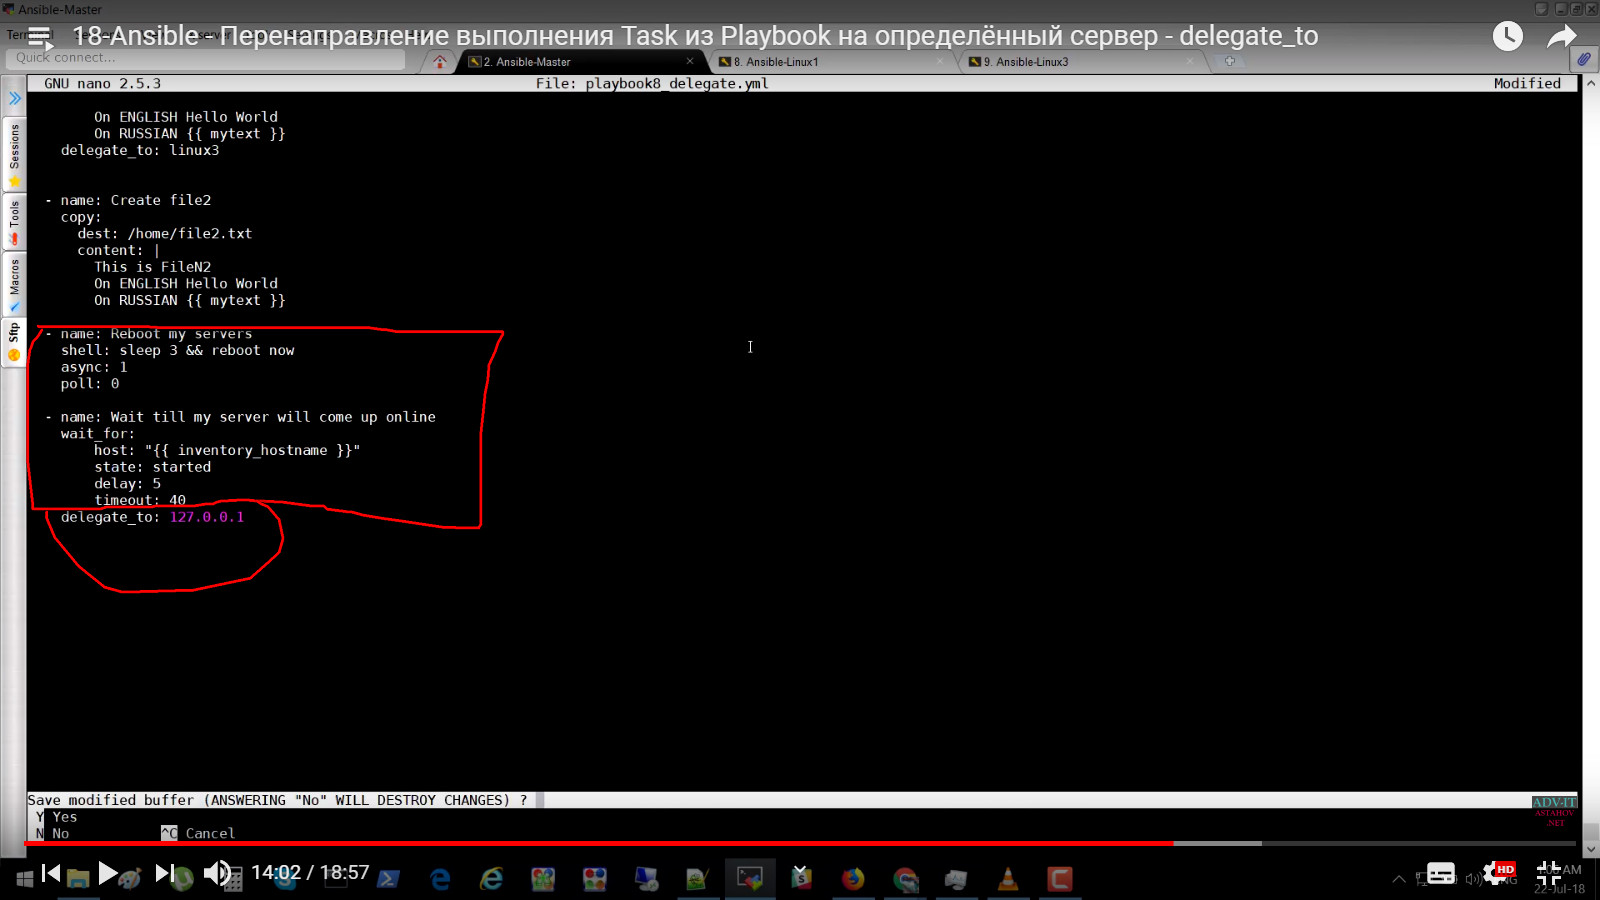 Ansible-Master
18-Ansible - Перенаправление выполнения Task из Playbook на определённый сервер - delegate_to
Quick connect...
2. Ansible-Master
8. Ansible-Linux1
9. Ansible-Linux3
GNU nano 2.5.3 File: playbook8_delegate.yml Modified
On ENGLISH Hello World
On RUSSIAN {{ mytext }}
delegate_to: linux3
- name: Create file2
copy:
dest: /home/file2.txt
content: |
This is FileN2
On ENGLISH Hello World
On RUSSIAN {{ mytext }}
- name: Reboot my servers
shell: sleep 3 && reboot now
async: 1
poll: 0
- name: Wait till my server will come up online
wait_for:
host: "{{ inventory_hostname }}"
state: started
delay: 5
timeout: 40
delegate_to: 127.0.0.1
Sessions
Tools
Macros
Sftp
Save modified buffer (ANSWERING "No" WILL DESTROY CHANGES) ?
Y Yes
N No ^C Cancel
ADV-IT
ASTAHOV
.NET
14:02 / 18:57
HD
AM
22-Jul-18